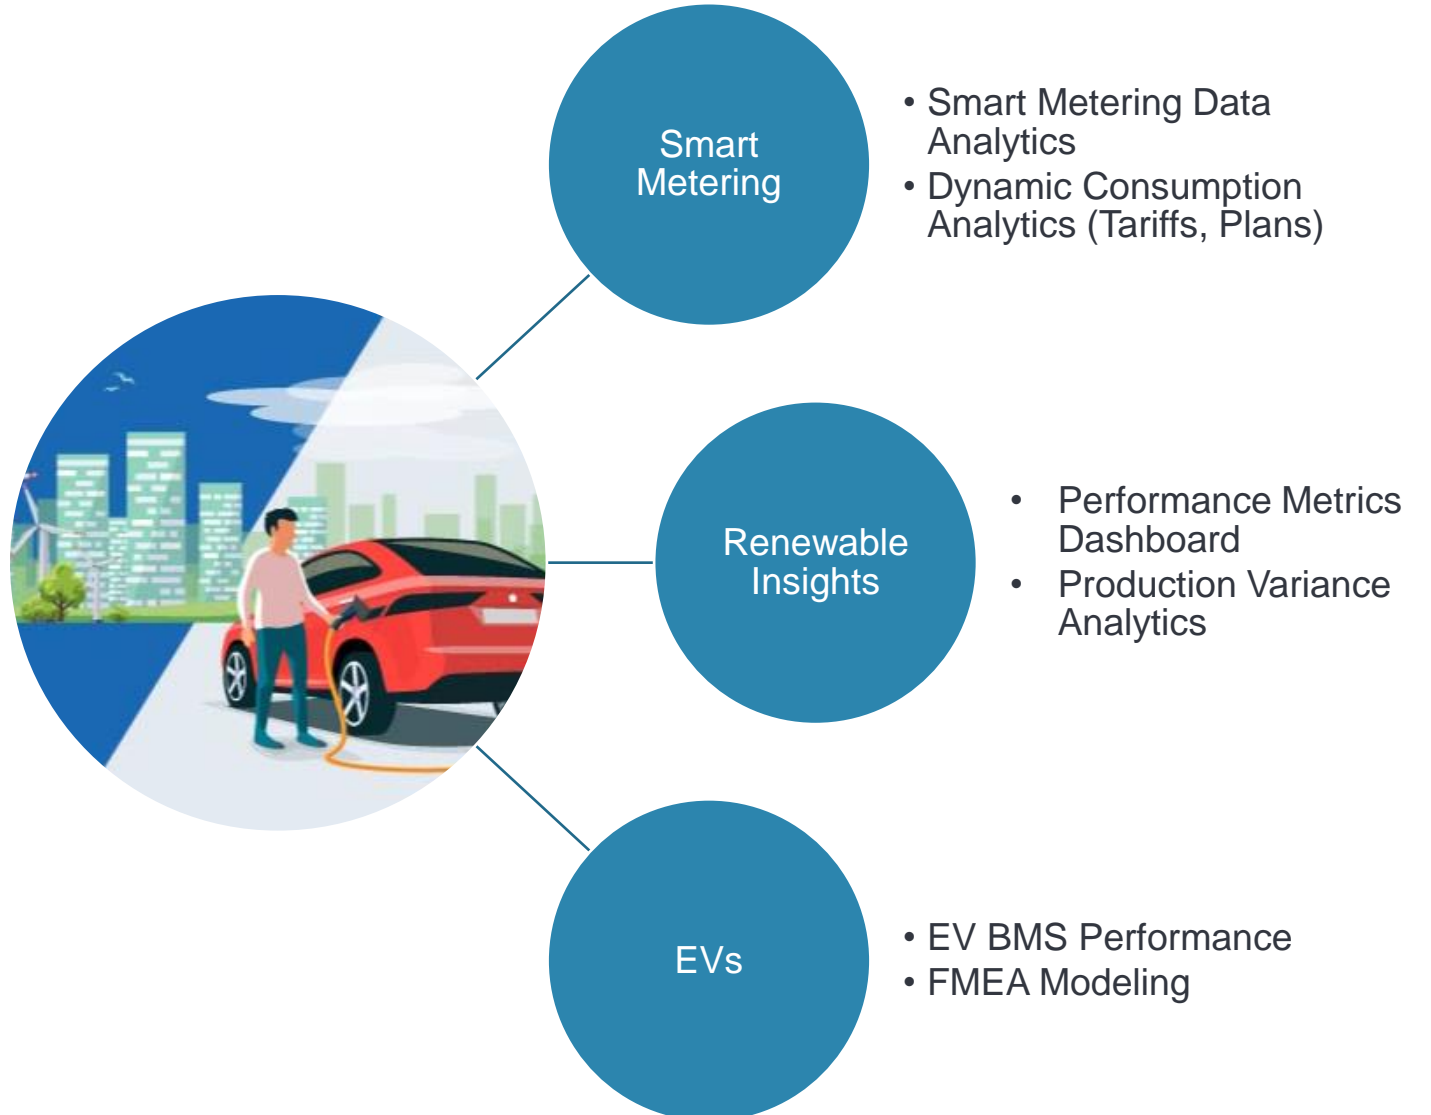 Smart
Metering
• Smart Metering Data
Analytics
• Dynamic Consumption
Analytics (Tariffs, Plans)
Renewable
Insights
• Performance Metrics
Dashboard
• Production Variance
Analytics
EVs
• EV BMS Performance
• FMEA Modeling